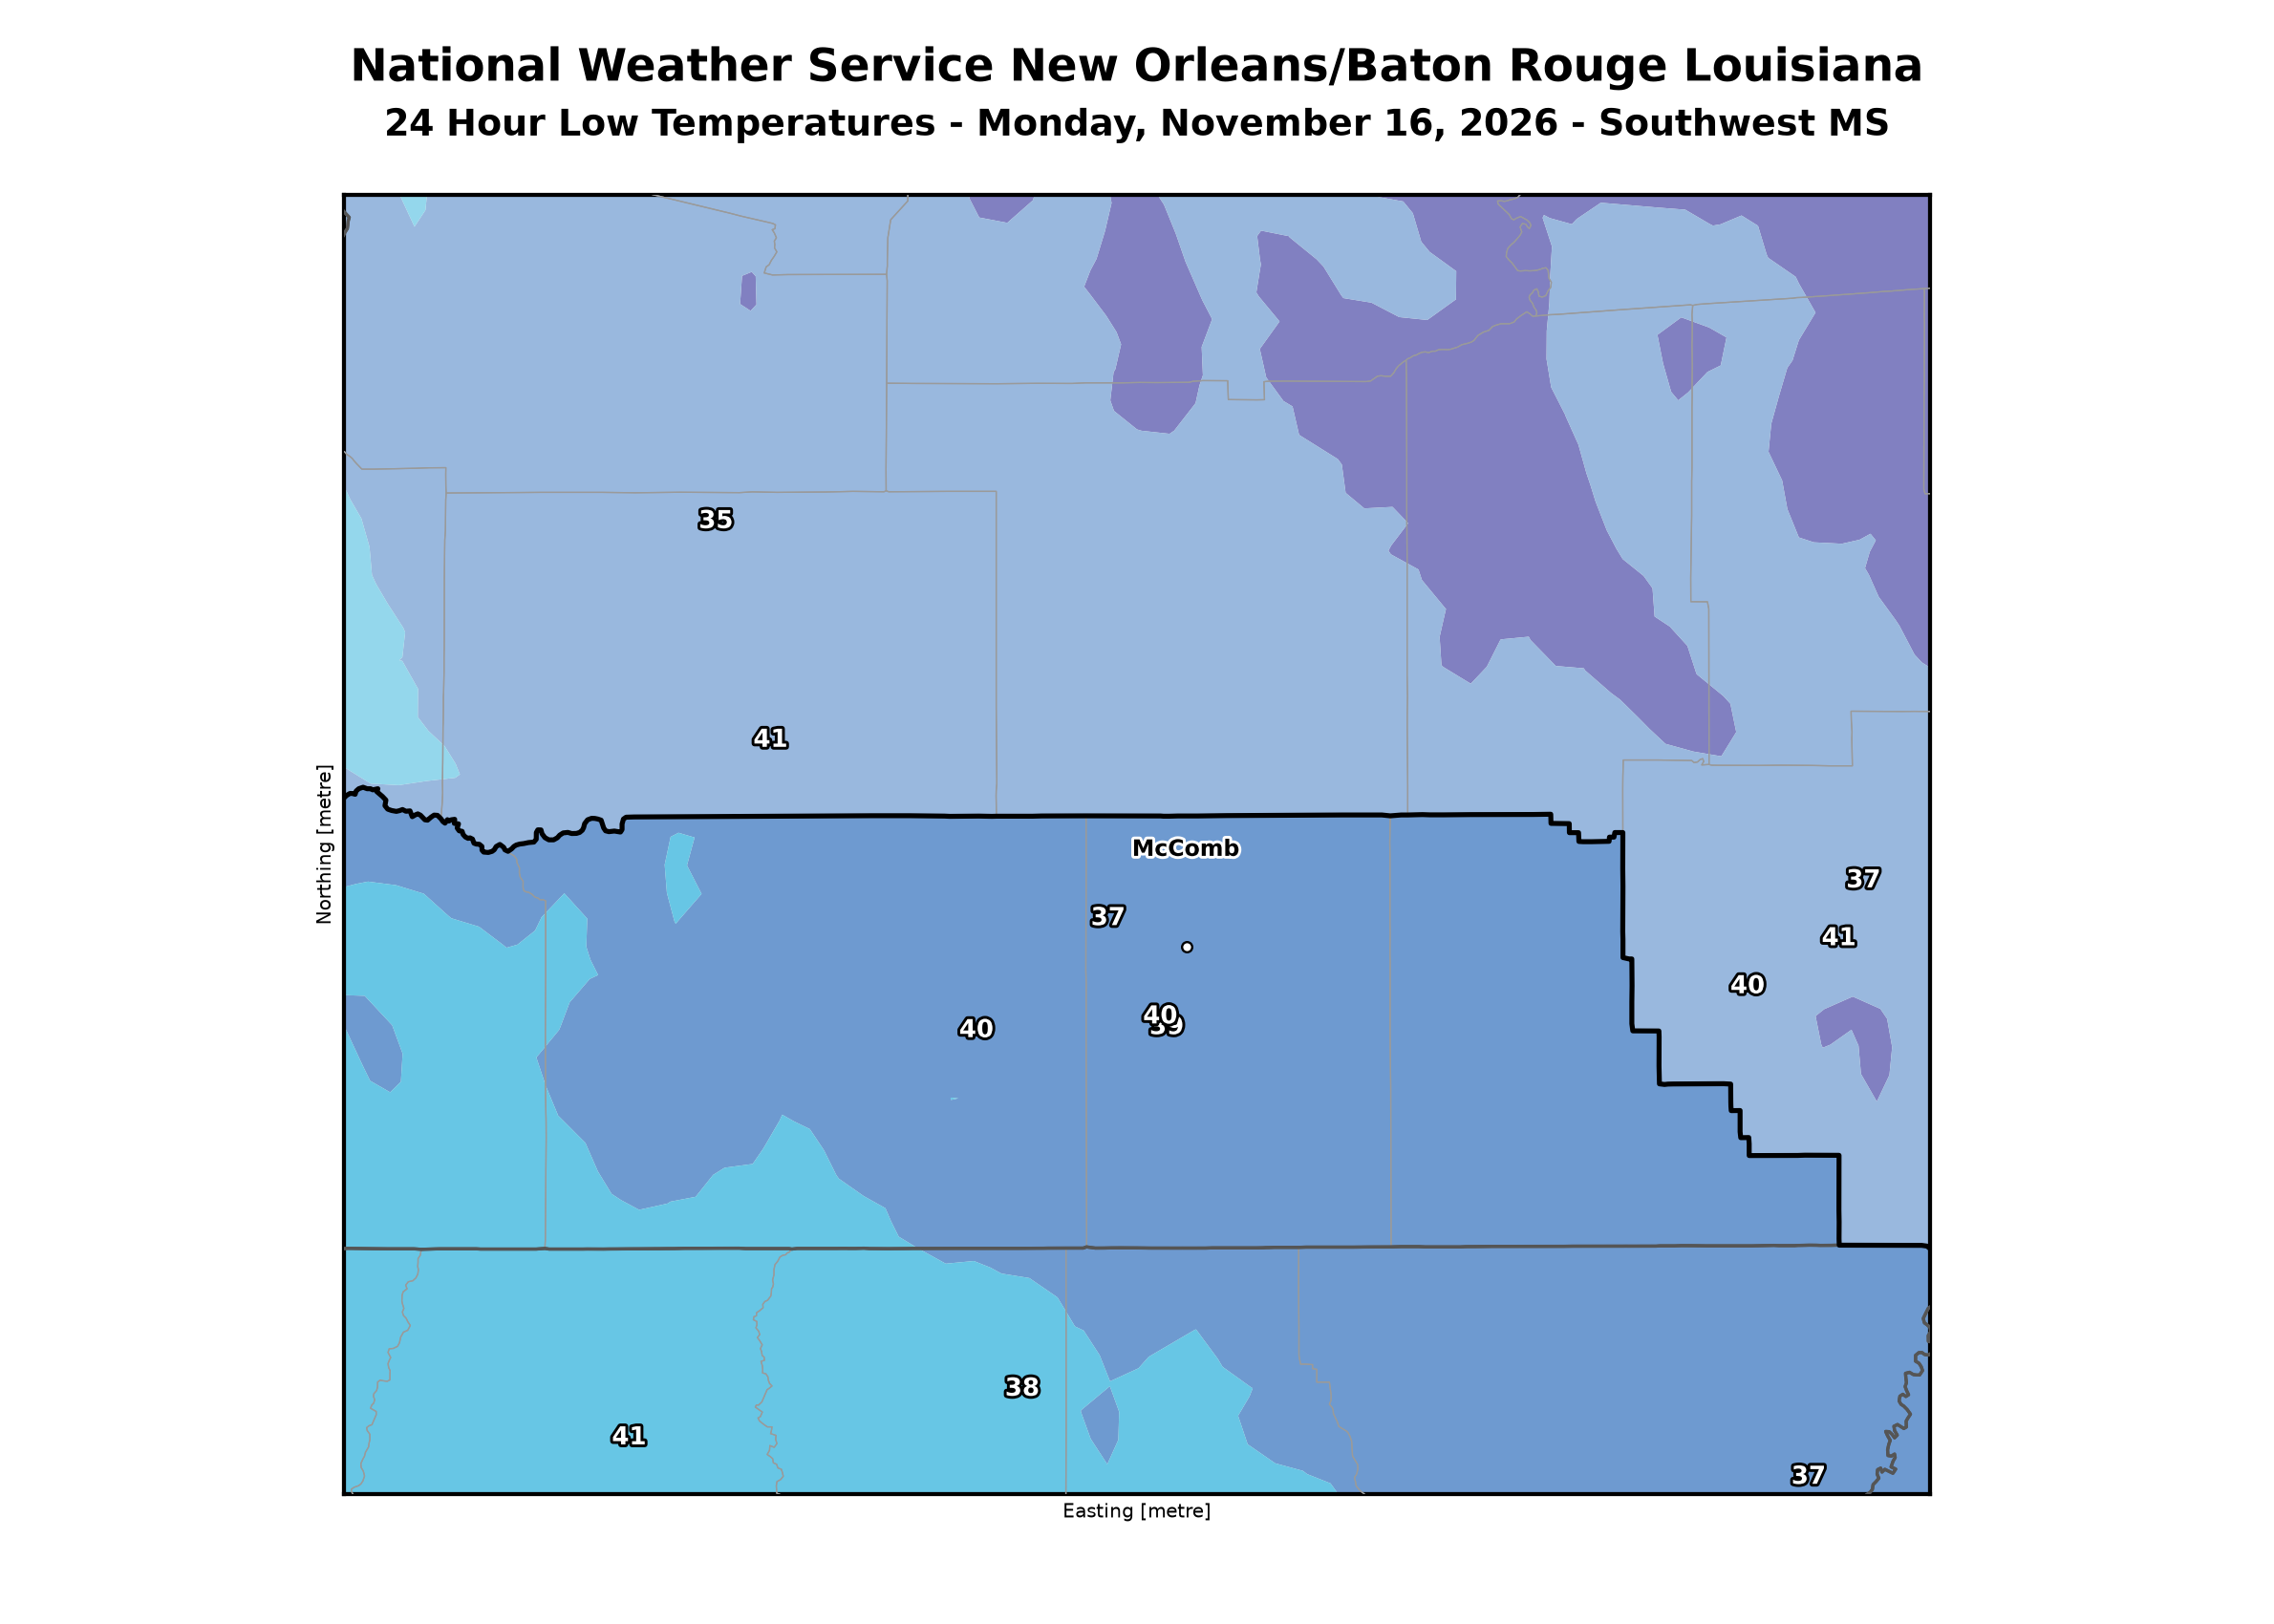 National Weather Service New Orleans/Baton Rouge Louisiana
24 Hour Low Temperatures - Monday, November 16, 2026 - Southwest MS
35
41
McComb
37
37
41
40
40
40
39
38
41
37
Northing [metre]
Easting [metre]